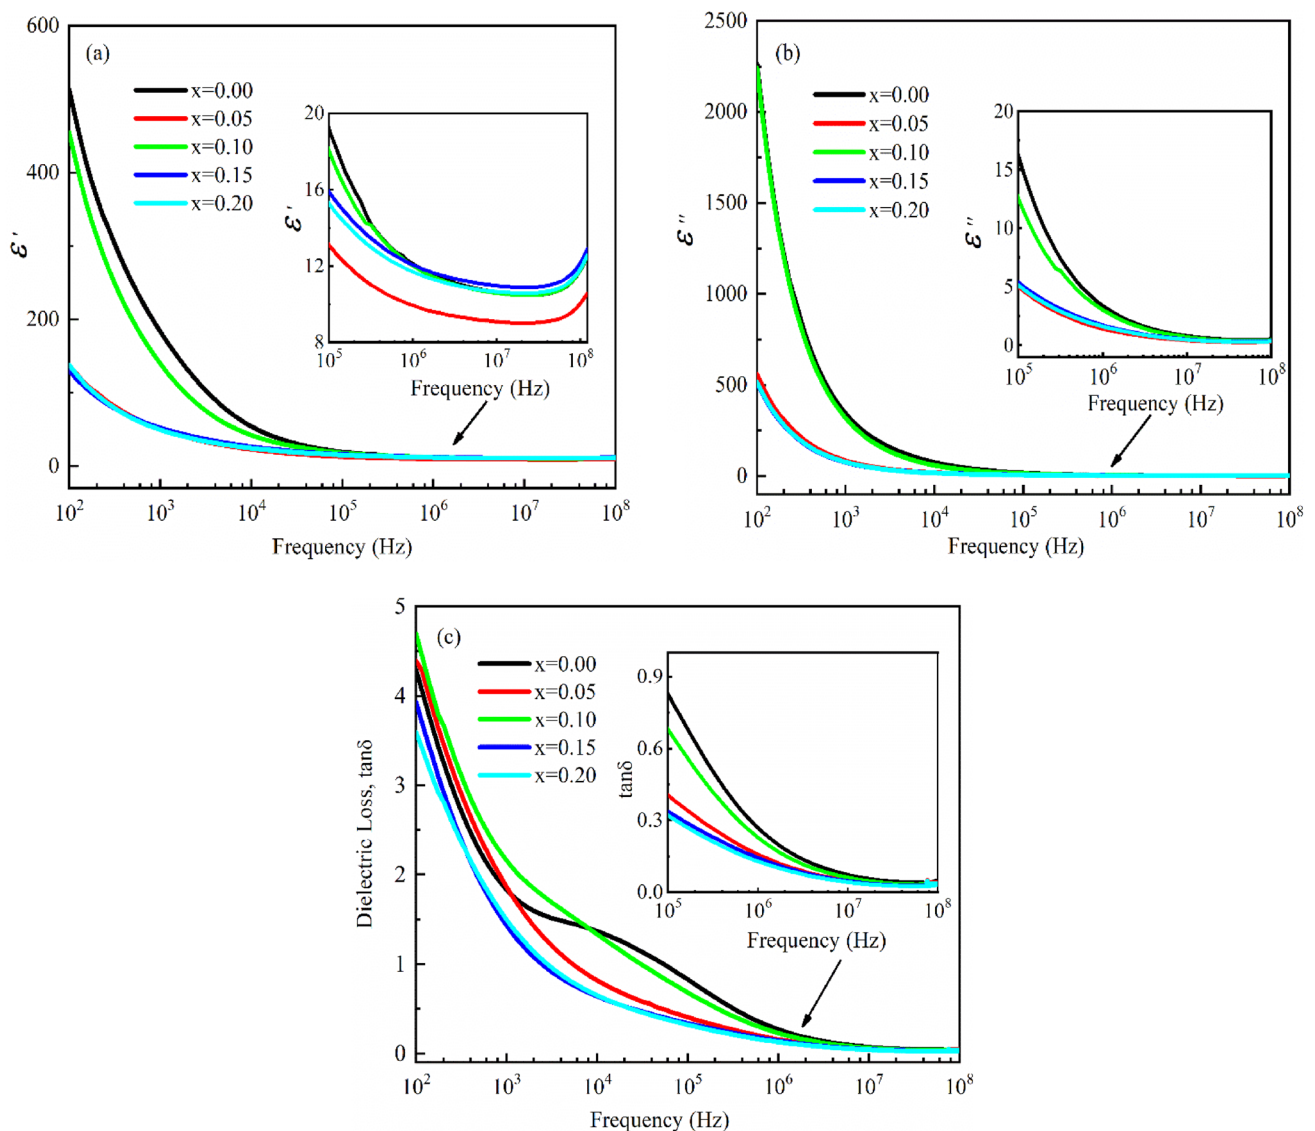 (a)
600
400
200
0
ε'
x=0.00
x=0.05
x=0.10
x=0.15
x=0.20
20
16
12
8
ε'
10^5 10^6 10^7 10^8
Frequency (Hz)
10^2 10^3 10^4 10^5 10^6 10^7 10^8
Frequency (Hz)
(b)
2500
2000
1500
1000
500
0
ε''
x=0.00
x=0.05
x=0.10
x=0.15
x=0.20
20
15
10
5
0
ε''
10^5 10^6 10^7 10^8
Frequency (Hz)
10^2 10^3 10^4 10^5 10^6 10^7 10^8
Frequency (Hz)
(c)
5
4
3
2
1
0
Dielectric Loss, tanδ
x=0.00
x=0.05
x=0.10
x=0.15
x=0.20
0.9
0.6
0.3
0.0
tanδ
10^5 10^6 10^7 10^8
Frequency (Hz)
10^2 10^3 10^4 10^5 10^6 10^7 10^8
Frequency (Hz)